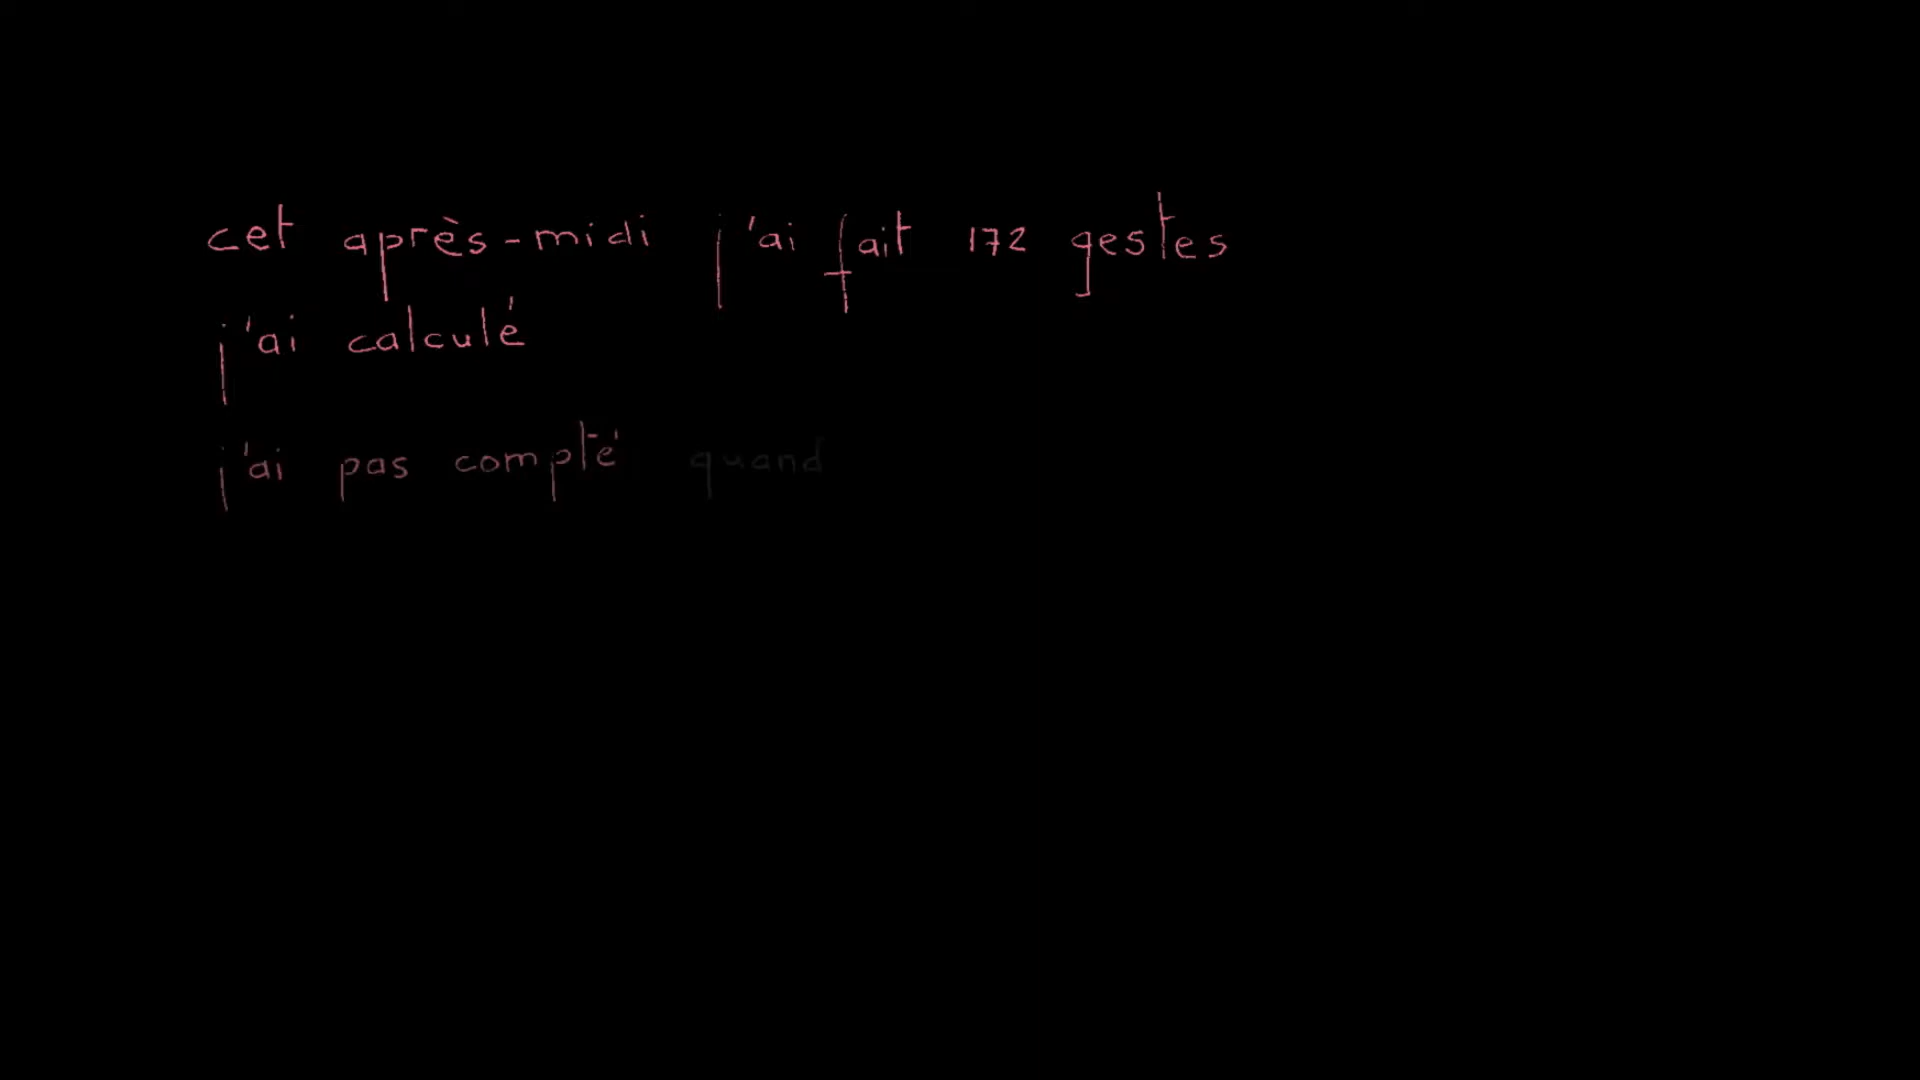 cet après-midi j'ai fait 172 gestes
j'ai calculé
j'ai pas compté quand